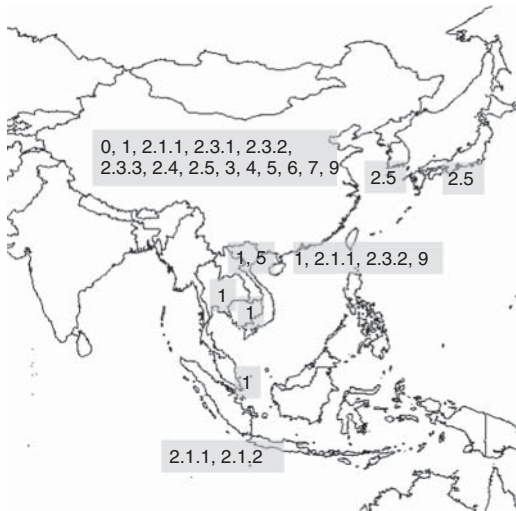 0, 1, 2.1.1, 2.3.1, 2.3.2,
2.3.3, 2.4, 2.5, 3, 4, 5, 6, 7, 9
2.5
2.5
1, 5
1, 2.1.1, 2.3.2, 9
1
1
1
2.1.1, 2.1.2